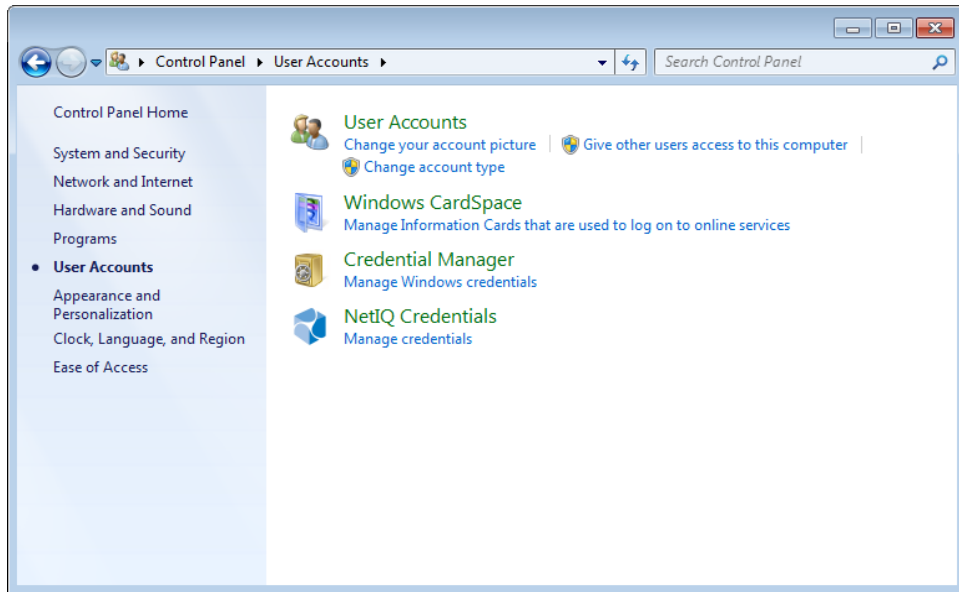 Control Panel User Accounts
Search Control Panel
Control Panel Home
System and Security
Network and Internet
Hardware and Sound
Programs
User Accounts
Appearance and
Personalization
Clock, Language, and Region
Ease of Access
User Accounts
Change your account picture Give other users access to this computer
Change account type
Windows CardSpace
Manage Information Cards that are used to log on to online services
Credential Manager
Manage Windows credentials
NetIQ Credentials
Manage credentials